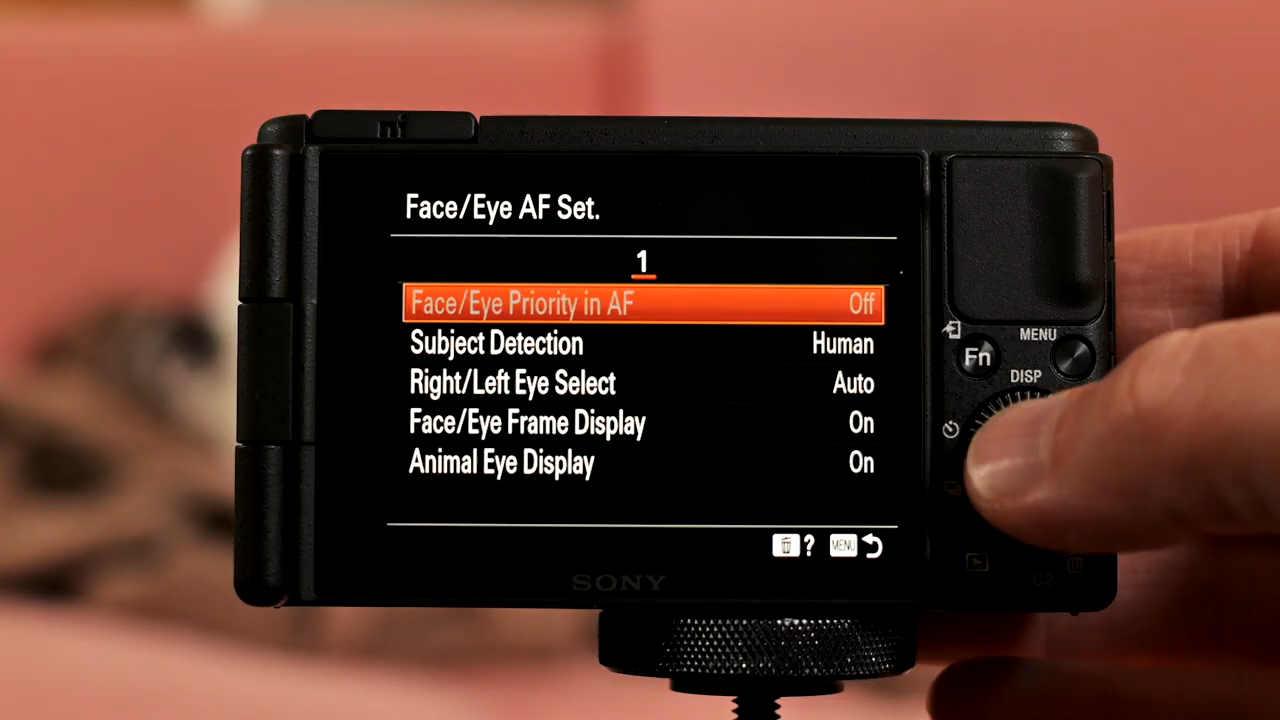 Face/Eye AF Set.
1
Face/Eye Priority in AF Off
Subject Detection Human
Right/Left Eye Select Auto
Face/Eye Frame Display On
Animal Eye Display On
? MENU
SONY
MENU
Fn
DISP
C2